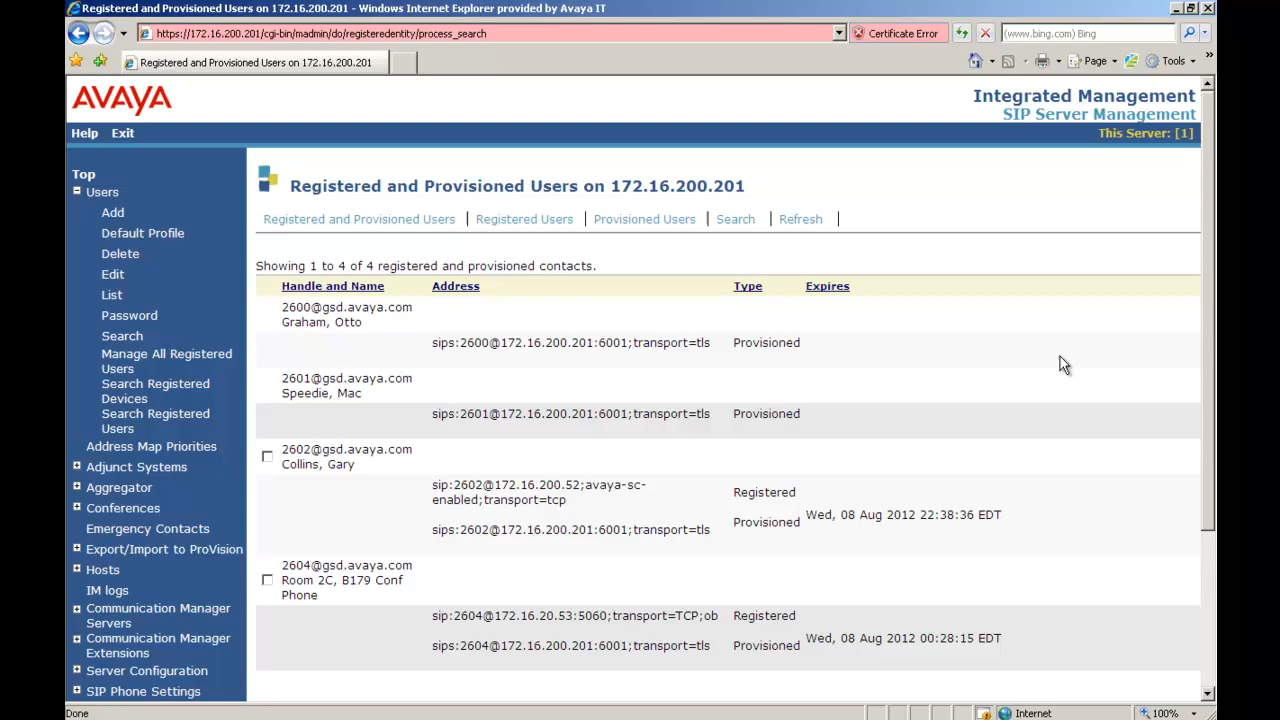 Registered and Provisioned Users on 172.16.200.201 - Windows Internet Explorer provided by Avaya IT
https://172.16.200.201/cgi-bin/madmin/do/registeredentity/process_search
Certificate Error
(www.bing.com) Bing
Registered and Provisioned Users on 172.16.200.201
Page
Tools
AVAYA
Integrated Management
SIP Server Management
Help Exit
This Server: [1]
Top
Users
Add
Default Profile
Delete
Edit
List
Password
Search
Manage All Registered
Users
Search Registered
Devices
Search Registered
Users
Address Map Priorities
Adjunct Systems
Aggregator
Conferences
Emergency Contacts
Export/Import to ProVision
Hosts
IM logs
Communication Manager
Servers
Communication Manager
Extensions
Server Configuration
SIP Phone Settings
Registered and Provisioned Users on 172.16.200.201
Registered and Provisioned Users | Registered Users | Provisioned Users | Search | Refresh |
Showing 1 to 4 of 4 registered and provisioned contacts.
Handle and Name Address Type Expires
2600@gsd.avaya.com
Graham, Otto
sips:2600@172.16.200.201:6001;transport=tls Provisioned
2601@gsd.avaya.com
Speedie, Mac
sips:2601@172.16.200.201:6001;transport=tls Provisioned
2602@gsd.avaya.com
Collins, Gary
sip:2602@172.16.200.52;avaya-sc-
enabled;transport=tcp
Registered
Wed, 08 Aug 2012 22:38:36 EDT
sips:2602@172.16.200.201:6001;transport=tls Provisioned
2604@gsd.avaya.com
Room 2C, B179 Conf
Phone
sip:2604@172.16.20.53:5060;transport=TCP;ob Registered
Wed, 08 Aug 2012 00:28:15 EDT
sips:2604@172.16.200.201:6001;transport=tls Provisioned
Done
Internet
100%